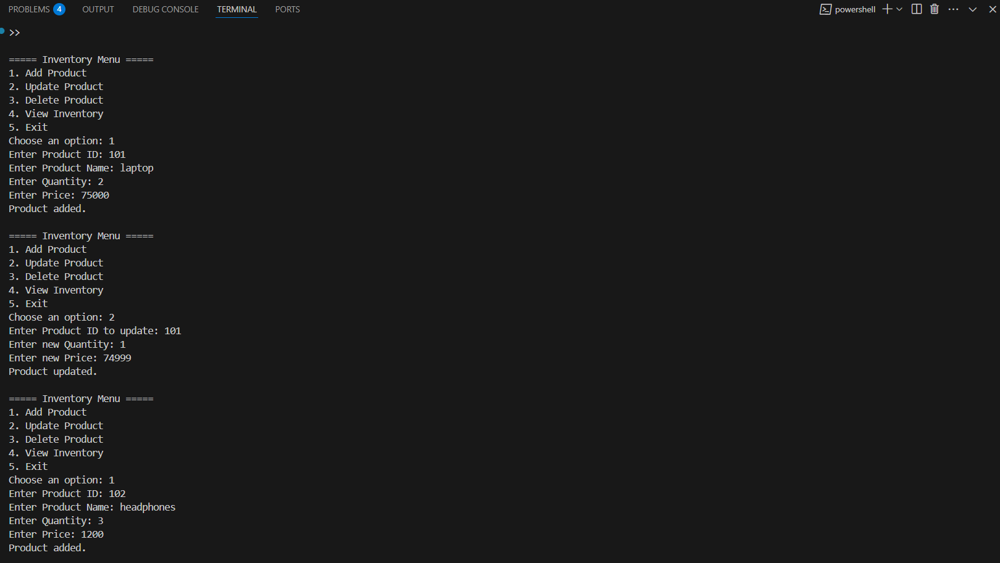 PROBLEMS 4 OUTPUT DEBUG CONSOLE TERMINAL PORTS powershell
>>
===== Inventory Menu =====
1. Add Product
2. Update Product
3. Delete Product
4. View Inventory
5. Exit
Choose an option: 1
Enter Product ID: 101
Enter Product Name: laptop
Enter Quantity: 2
Enter Price: 75000
Product added.
===== Inventory Menu =====
1. Add Product
2. Update Product
3. Delete Product
4. View Inventory
5. Exit
Choose an option: 2
Enter Product ID to update: 101
Enter new Quantity: 1
Enter new Price: 74999
Product updated.
===== Inventory Menu =====
1. Add Product
2. Update Product
3. Delete Product
4. View Inventory
5. Exit
Choose an option: 1
Enter Product ID: 102
Enter Product Name: headphones
Enter Quantity: 3
Enter Price: 1200
Product added.